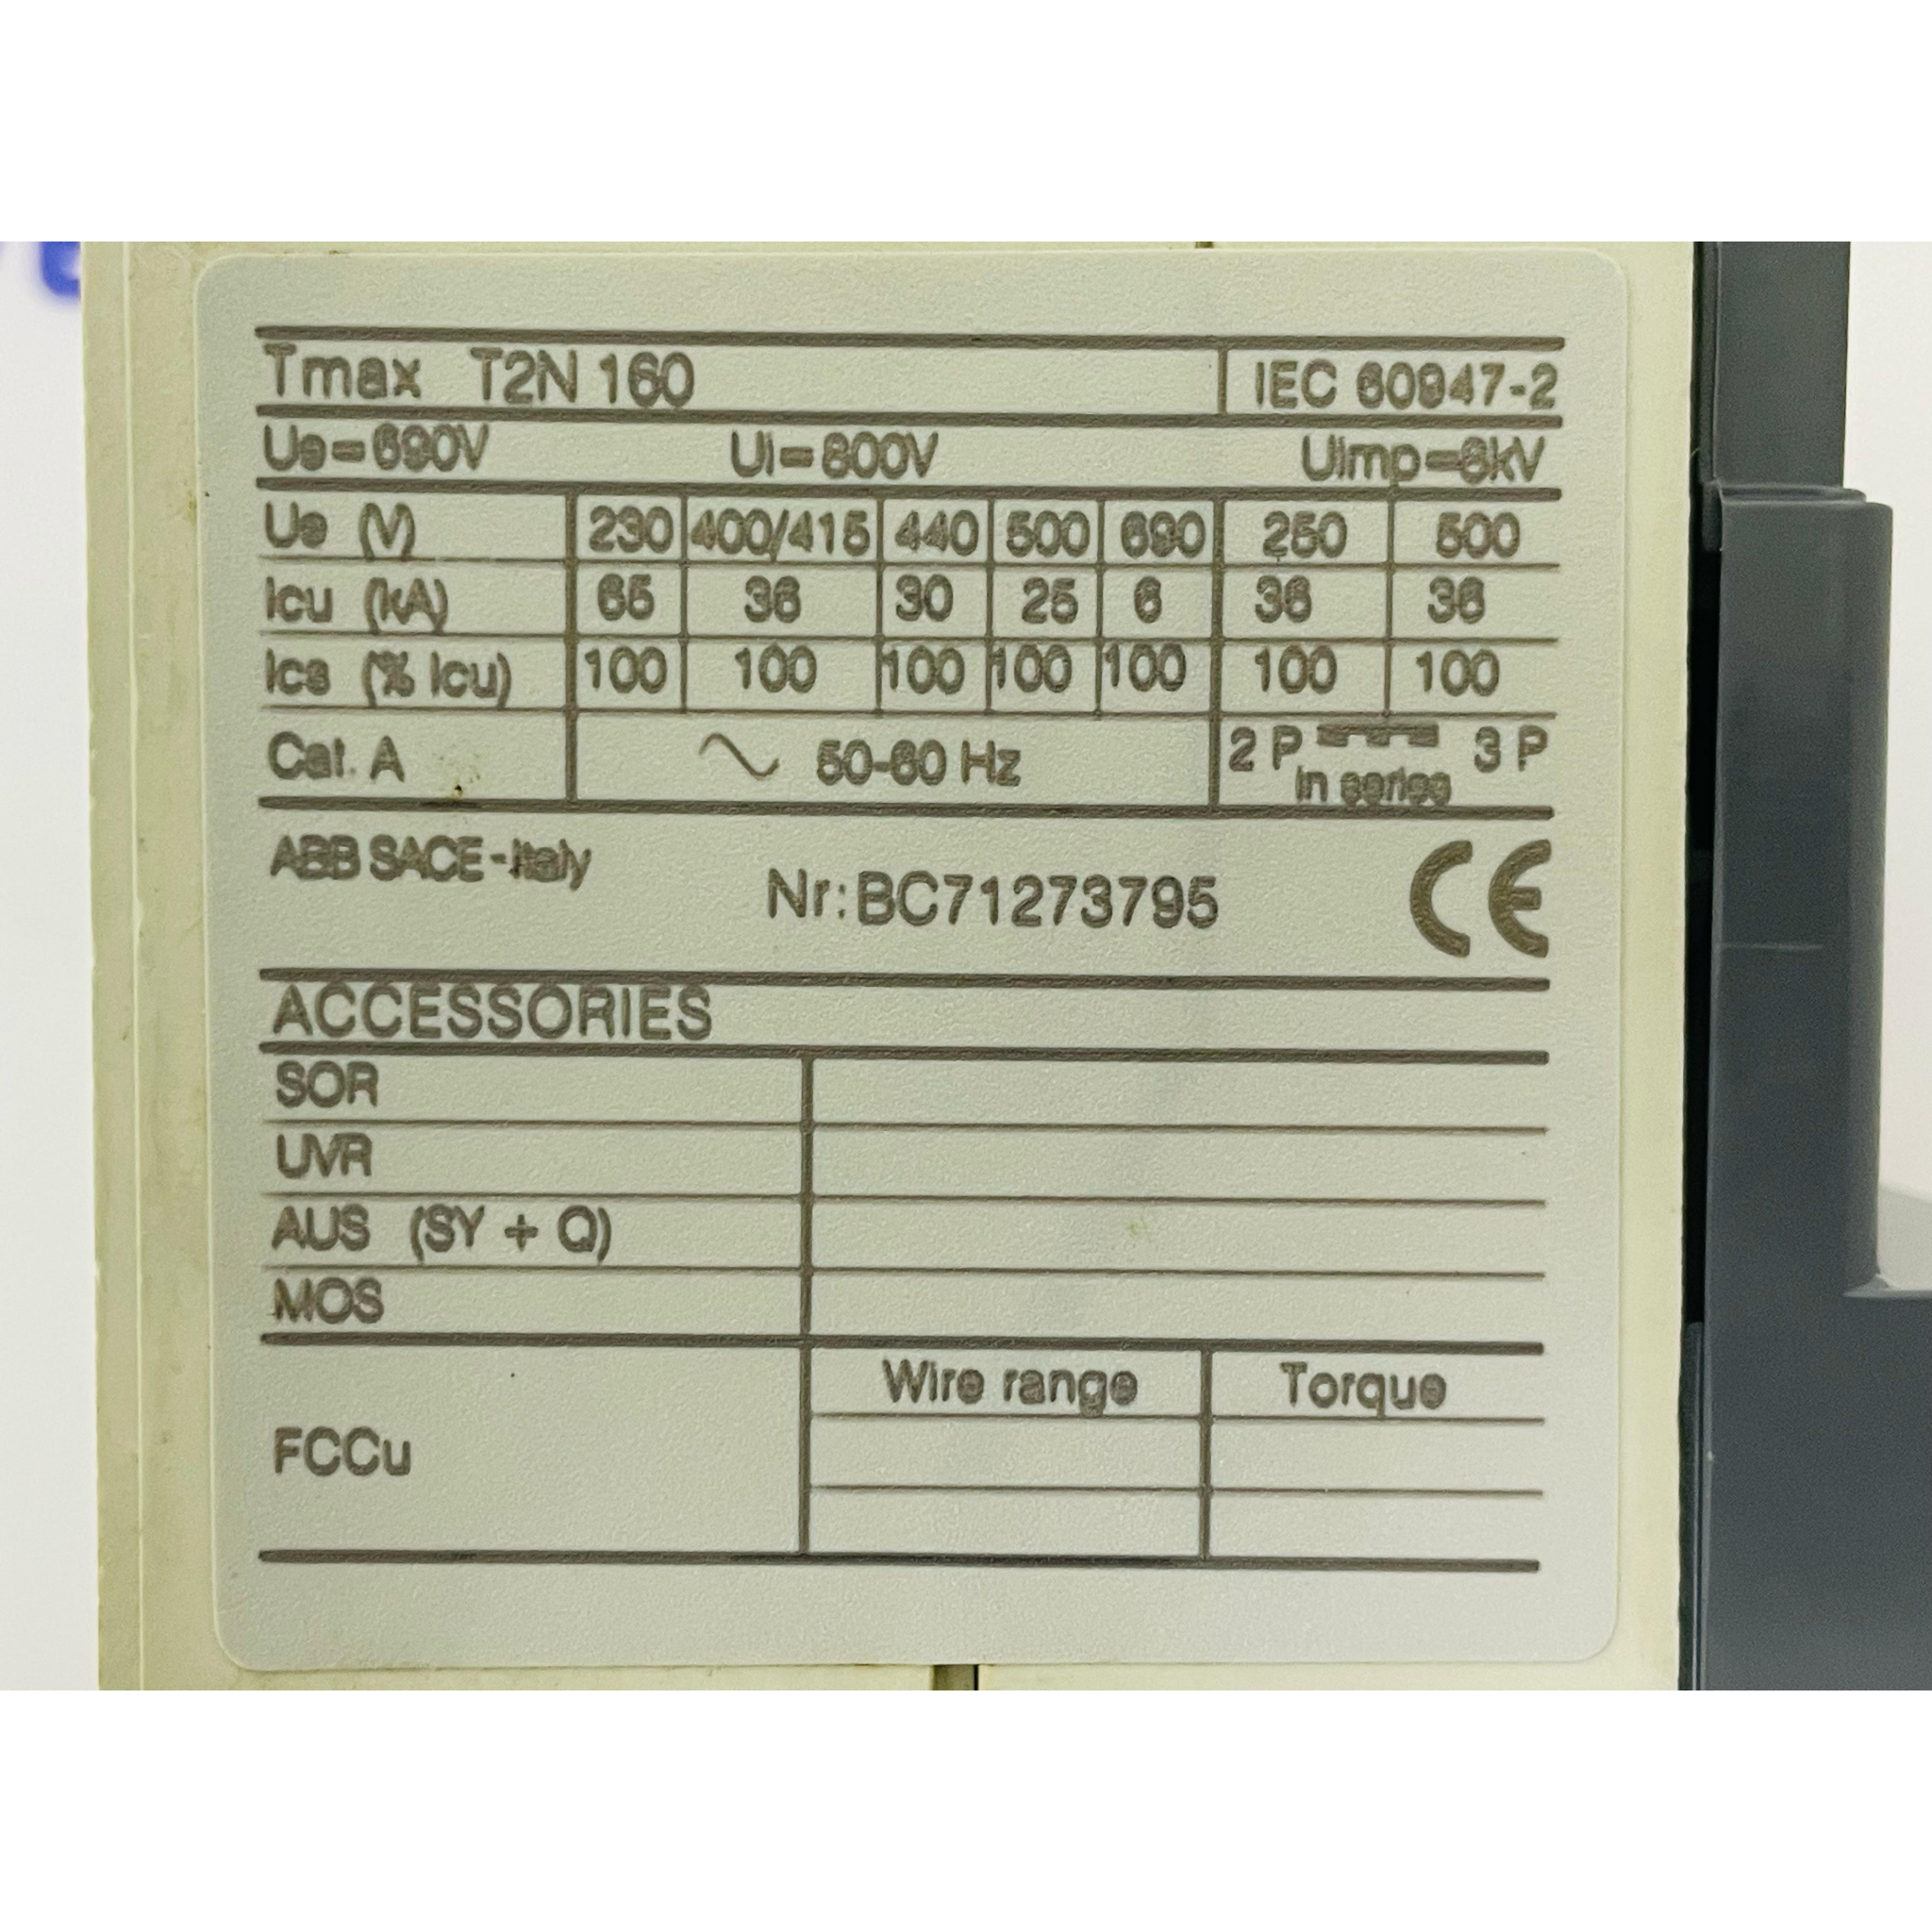 Tmax T2N 160 IEC 60947-2
Ue=690V Ui=800V Uimp=8kV
Ue (V) 230 400/415 440 500 690 250 500
Icu (kA) 65 36 30 25 6 36 36
Ics (% Icu) 100 100 100 100 100 100 100
Cat. A 50-60 Hz 2 P 3 P
in series
ABB SACE-Italy
Nr:BC71273795
CE
ACCESSORIES
SOR
UVR
AUS (SY + Q)
MOS
Wire range Torque
FCCu